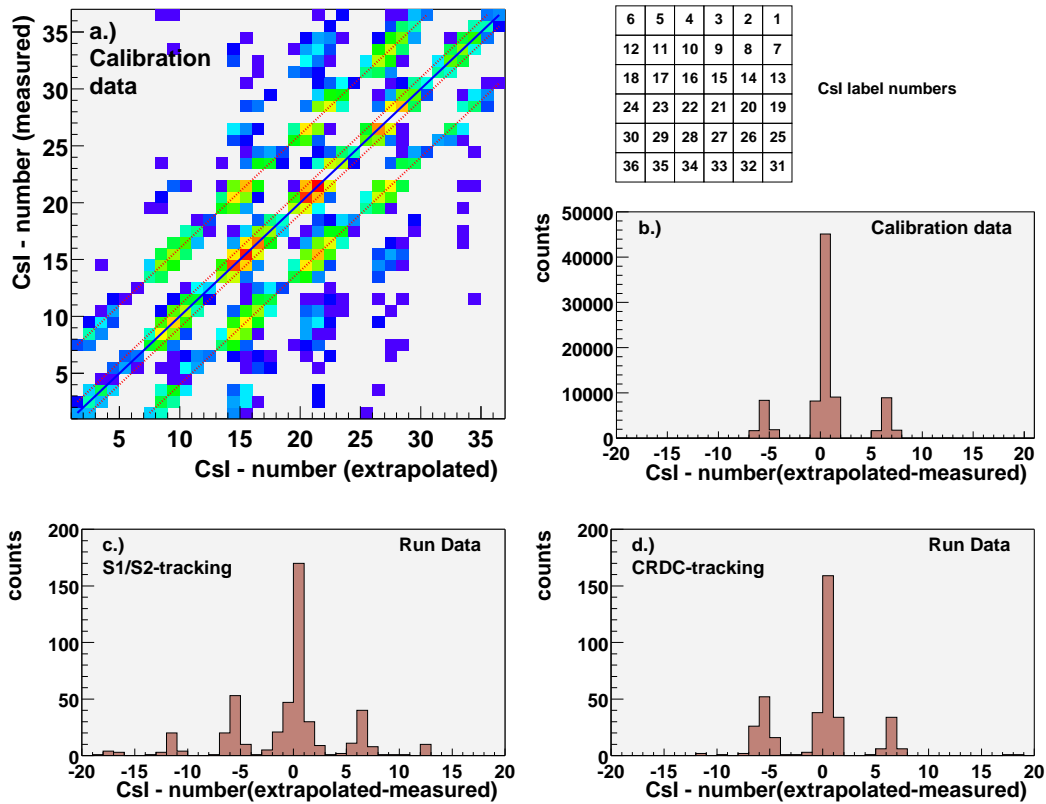 a.)
Calibration
data
35
30
25
20
15
10
5
CsI - number (measured)
5 10 15 20 25 30 35
CsI - number (extrapolated)
6 5 4 3 2 1
12 11 10 9 8 7
18 17 16 15 14 13
24 23 22 21 20 19
30 29 28 27 26 25
36 35 34 33 32 31
CsI label numbers
b.) Calibration data
counts
50000
40000
30000
20000
10000
0
-20 -15 -10 -5 0 5 10 15 20
CsI - number(extrapolated-measured)
c.) Run Data
S1/S2-tracking
counts
200
150
100
50
0
-20 -15 -10 -5 0 5 10 15 20
CsI - number(extrapolated-measured)
d.) Run Data
CRDC-tracking
counts
200
150
100
50
0
-20 -15 -10 -5 0 5 10 15 20
CsI - number(extrapolated-measured)